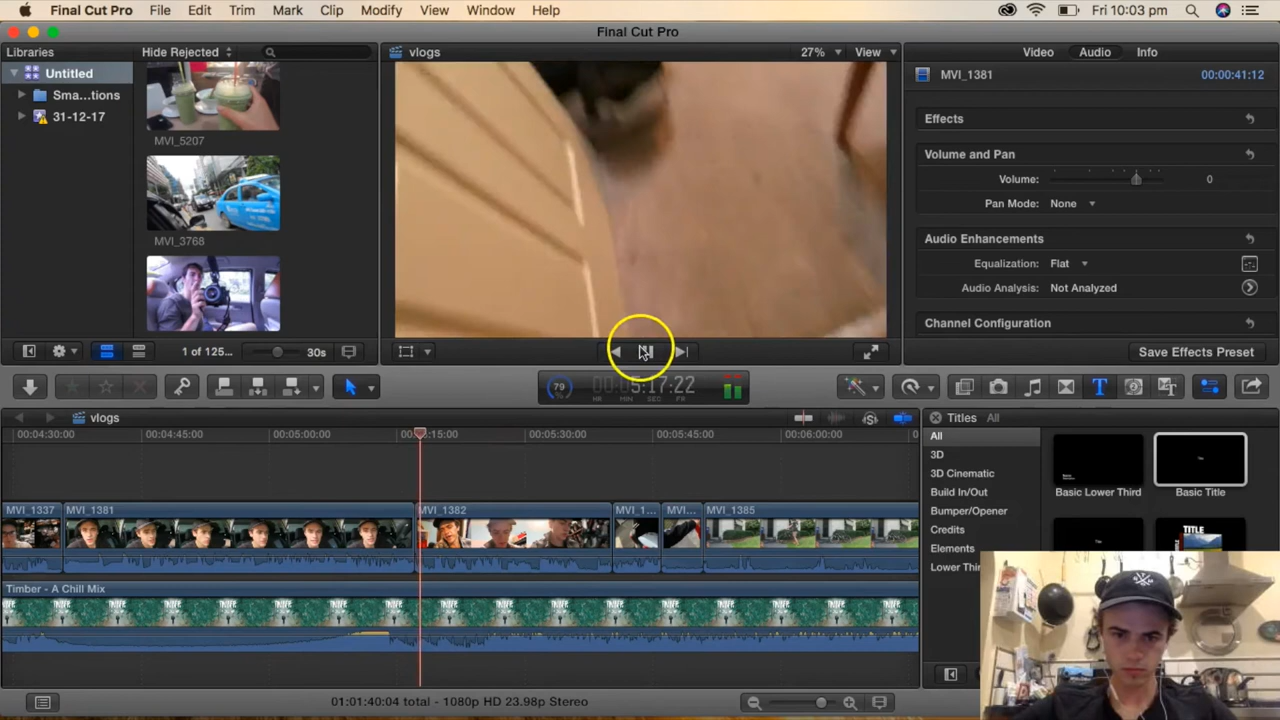 Final Cut Pro File Edit Trim Mark Clip Modify View Window Help Fri 10:03 pm
Final Cut Pro
Libraries Hide Rejected vlogs 27% View Video Audio Info
Untitled
Sma...tions
31-12-17
MVI_5207
MVI_3768
MVI_1381 00:00:41:12
Effects
Volume and Pan
Volume: 0
Pan Mode: None
Audio Enhancements
Equalization: Flat
Audio Analysis: Not Analyzed
Channel Configuration
1 of 125... 30s Save Effects Preset
79 % 00:05:17:22
HR MIN SEC FR
vlogs Titles All
00:04:30:00 00:04:45:00 00:05:00:00 00:05:15:00 00:05:30:00 00:05:45:00 00:06:00:00
MVI_1337 MVI_1381 MVI_1382 MVI_1... MVI... MVI_1385
Timber - A Chill Mix
All
3D
3D Cinematic
Build In/Out
Bumper/Opener
Credits
Elements
Lower Thir
Basic Lower Third Basic Title
Title
TITLE
01:01:40:04 total - 1080p HD 23.98p Stereo